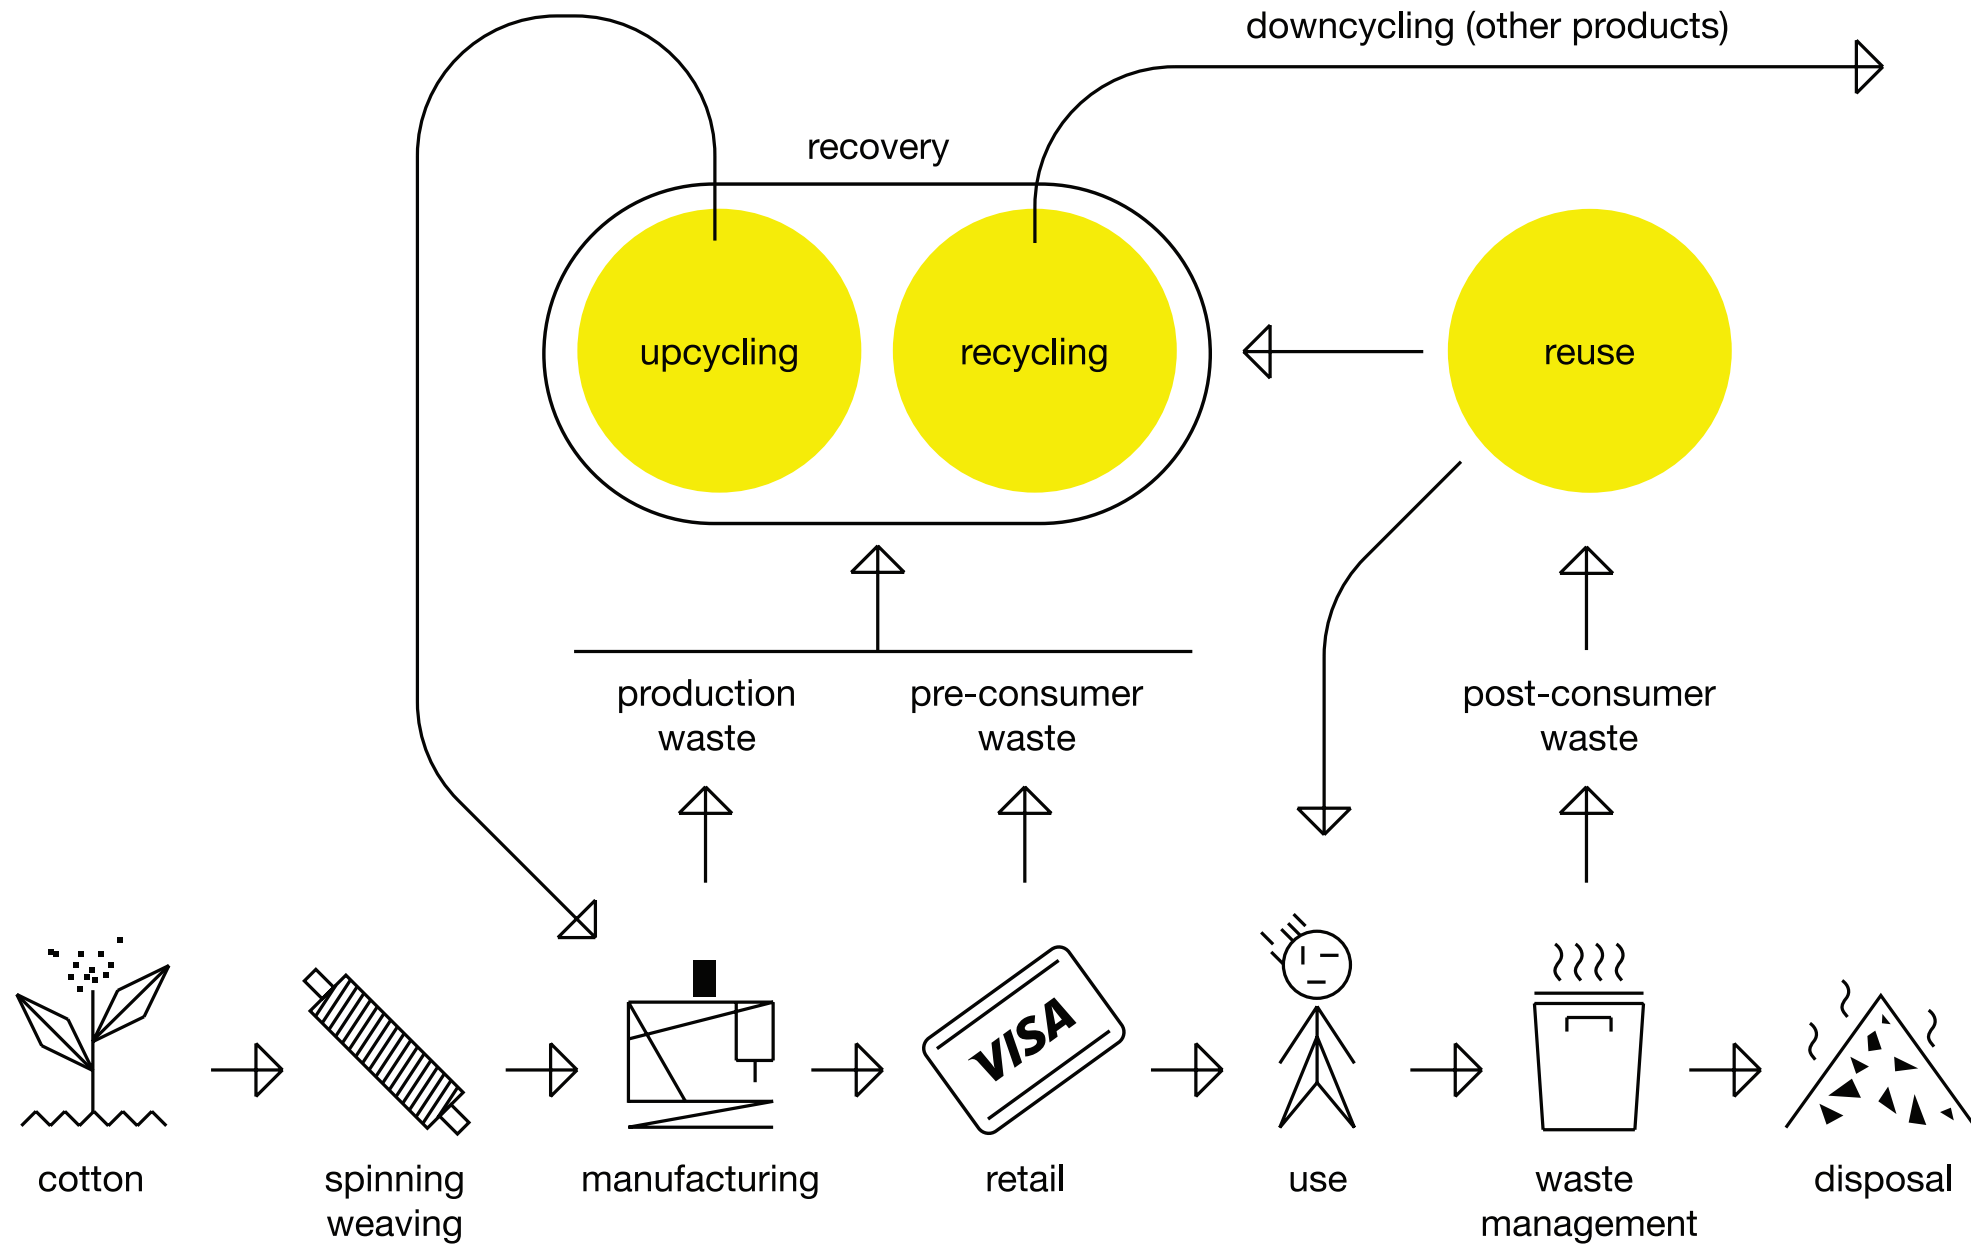 downcycling (other products)
recovery
upcycling
recycling
reuse
production
waste
pre-consumer
waste
post-consumer
waste
VISA
cotton
spinning
weaving
manufacturing
retail
use
waste
management
disposal